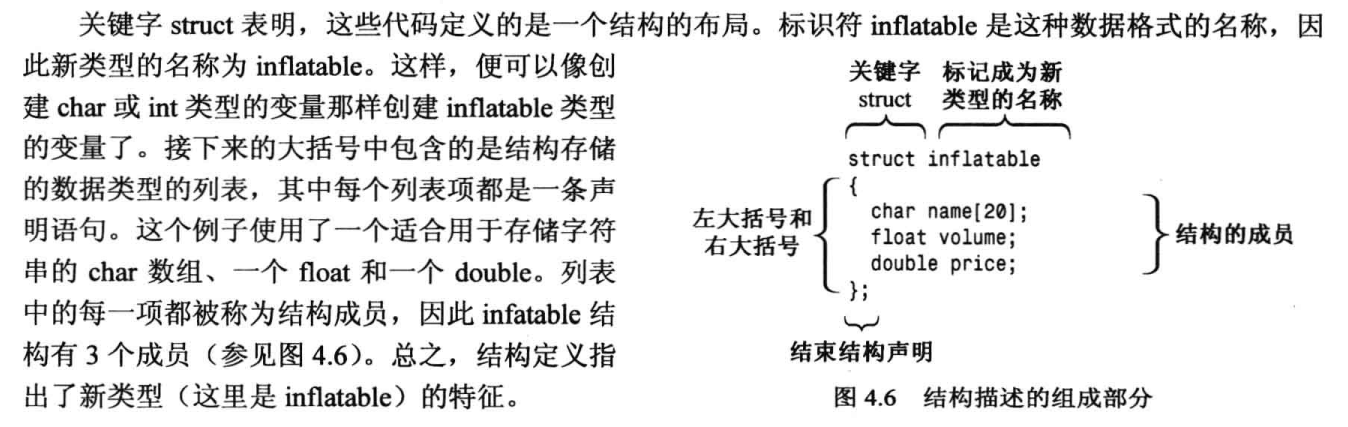 关键字 struct 表明，这些代码定义的是一个结构的布局。标识符 inflatable 是这种数据格式的名称，因
此新类型的名称为 inflatable。这样，便可以像创
建 char 或 int 类型的变量那样创建 inflatable 类型
的变量了。接下来的大括号中包含的是结构存储
的数据类型的列表，其中每个列表项都是一条声
明语句。这个例子使用了一个适合用于存储字符
串的 char 数组、一个 float 和一个 double。列表
中的每一项都被称为结构成员，因此 infatable 结
构有 3 个成员（参见图 4.6）。总之，结构定义指
出了新类型（这里是 inflatable）的特征。
关键字 标记成为新
struct 类型的名称
struct inflatable
{
char name[20];
float volume;
double price;
};
左大括号和
右大括号
结构的成员
结束结构声明
图 4.6 结构描述的组成部分